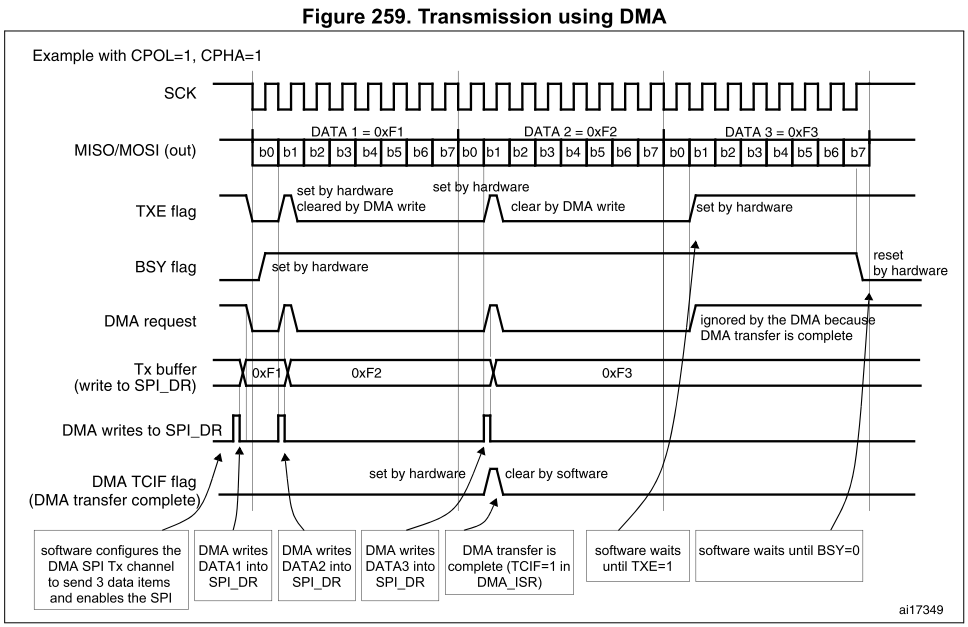 Figure 259. Transmission using DMA
Example with CPOL=1, CPHA=1
SCK
DATA 1 = 0xF1
DATA 2 = 0xF2
DATA 3 = 0xF3
MISO/MOSI (out)
b0 b1 b2 b3 b4 b5 b6 b7 b0 b1 b2 b3 b4 b5 b6 b7 b0 b1 b2 b3 b4 b5 b6 b7
TXE flag
set by hardware
cleared by DMA write
set by hardware
clear by DMA write
set by hardware
BSY flag
set by hardware
reset
by hardware
DMA request
ignored by the DMA because
DMA transfer is complete
Tx buffer
(write to SPI_DR)
0xF1
0xF2
0xF3
DMA writes to SPI_DR
DMA TCIF flag
(DMA transfer complete)
set by hardware
clear by software
software configures the
DMA SPI Tx channel
to send 3 data items
and enables the SPI
DMA writes
DATA1 into
SPI_DR
DMA writes
DATA2 into
SPI_DR
DMA writes
DATA3 into
SPI_DR
DMA transfer is
complete (TCIF=1 in
DMA_ISR)
software waits
until TXE=1
software waits until BSY=0
ai17349